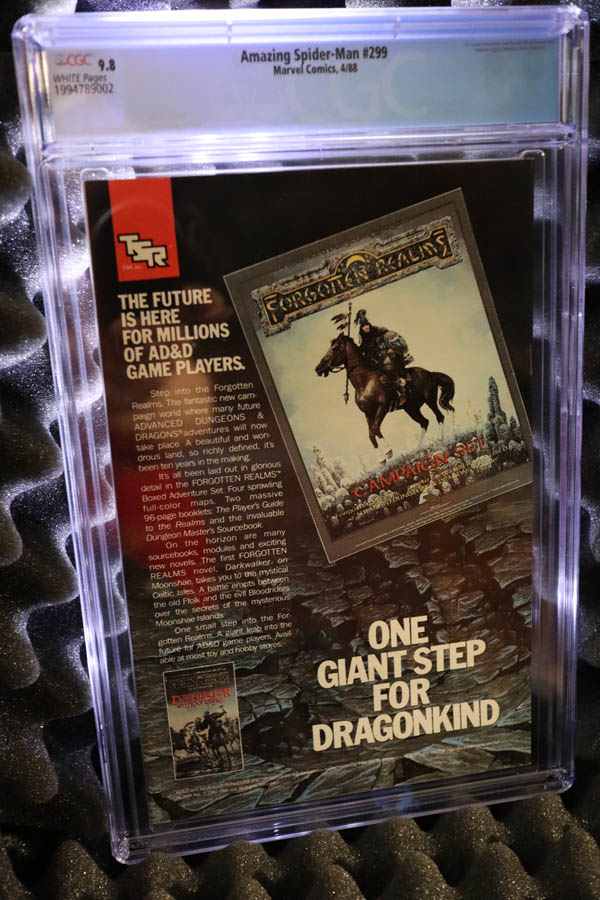 CGC 9.8
WHITE Pages
1994789002
Amazing Spider-Man #299
Marvel Comics, 4/88
TSR
THE FUTURE
IS HERE
FOR MILLIONS
OF AD&D
GAME PLAYERS.
Step into the Forgotten
Realms. The fantastic new cam-
paign world where many future
ADVANCED DUNGEONS &
DRAGONS® adventures will now
take place. A beautiful and won-
drous land, so richly defined, it's
been ten years in the making.
It's all been laid out in glorious
detail in the FORGOTTEN REALMS™
Boxed Adventure Set. Four sprawling
full-color maps. Two massive
96-page booklets: The Player's Guide
to the Realms and the invaluable
Dungeon Master's Sourcebook.
On the horizon are many
sourcebooks, modules and exciting
new novels. The first FORGOTTEN
REALMS novel, Darkwalker on
Moonshae, takes you to the mystical
Celtic Isles. A battle erupts between
the old Ffolk and the evil Bloodriders
over the secrets of the mysterious
Moonshae Islands.
One small step into the For-
gotten Realms. A giant leap into the
future for AD&D game players. Avail-
able at most toy and hobby stores.
FORGOTTEN REALMS
CAMPAIGN SET
DARKWALKER
ONE
GIANT STEP
FOR
DRAGONKIND